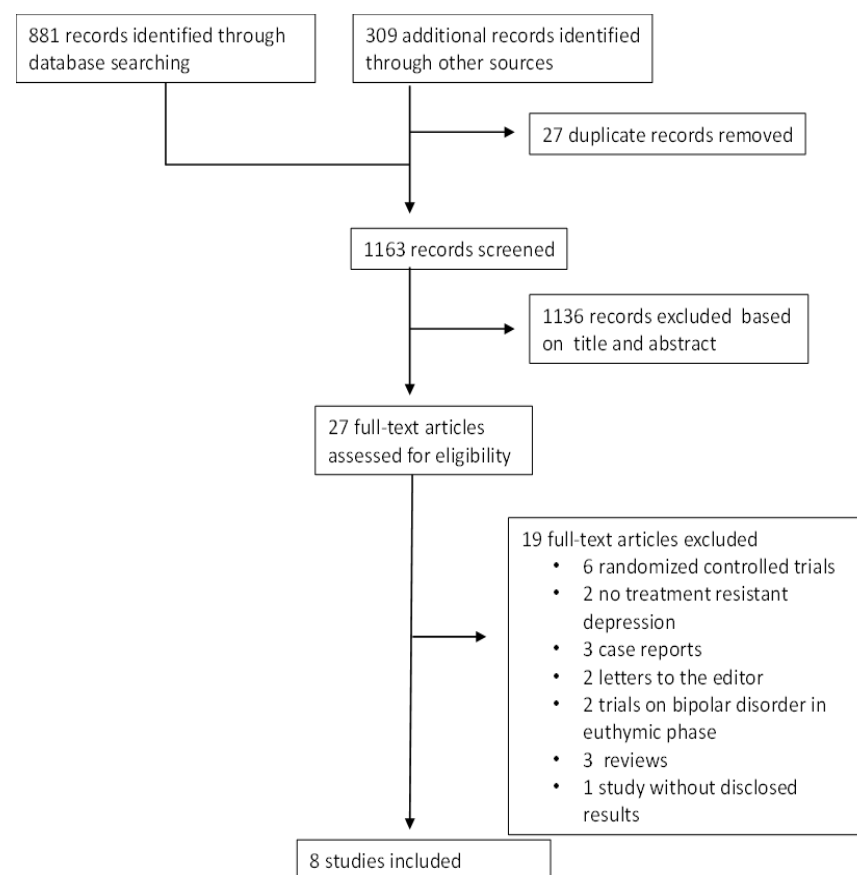 881 records identified through
database searching
309 additional records identified
through other sources
27 duplicate records removed
1163 records screened
1136 records excluded based
on title and abstract
27 full-text articles
assessed for eligibility
19 full-text articles excluded
• 6 randomized controlled trials
• 2 no treatment resistant
depression
• 3 case reports
• 2 letters to the editor
• 2 trials on bipolar disorder in
euthymic phase
• 3 reviews
• 1 study without disclosed
results
8 studies included